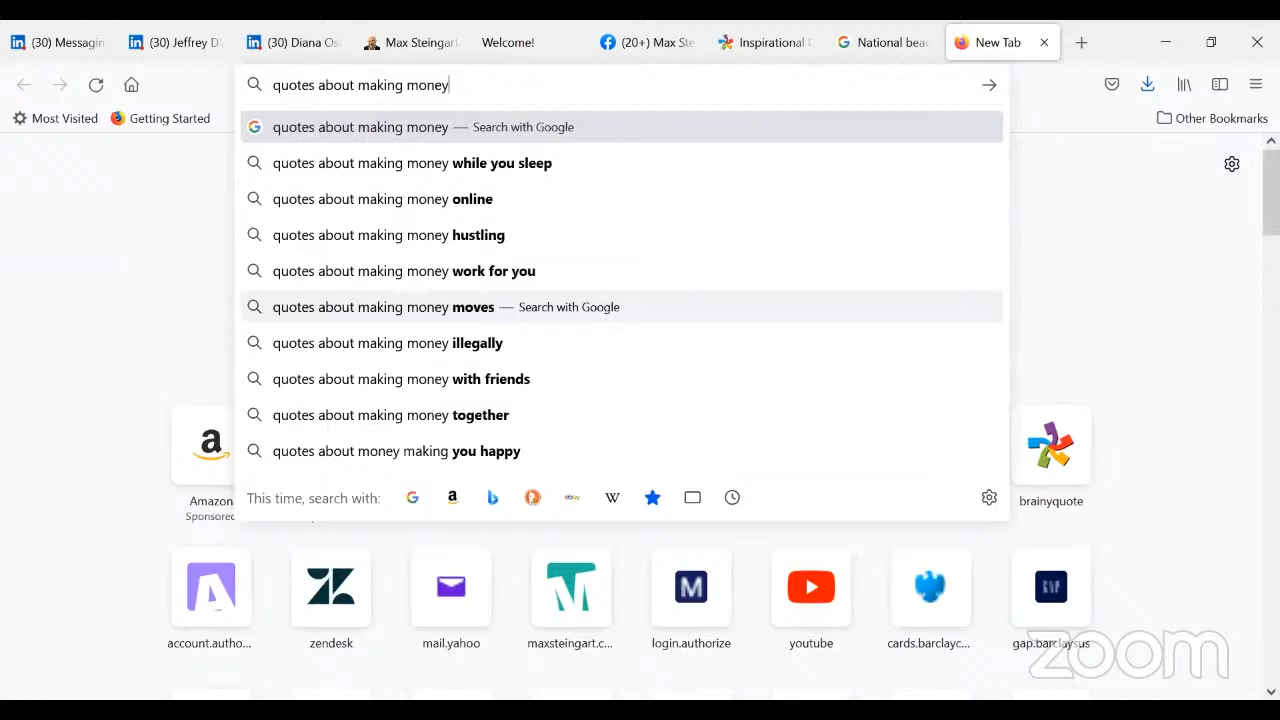 (30) Messagin
(30) Jeffrey D'
(30) Diana Os
Max Steingart
Welcome!
(20+) Max Ste
Inspirational
National bea
New Tab
quotes about making money
Most Visited
Getting Started
Other Bookmarks
quotes about making money — Search with Google
quotes about making money while you sleep
quotes about making money online
quotes about making money hustling
quotes about making money work for you
quotes about making money moves — Search with Google
quotes about making money illegally
quotes about making money with friends
quotes about making money together
quotes about money making you happy
This time, search with:
Amazon
Sponsored
brainyquote
account.autho...
zendesk
mail.yahoo
maxsteingart.c...
login.authorize
youtube
cards.barclayc...
gap.barclaysus
zoom